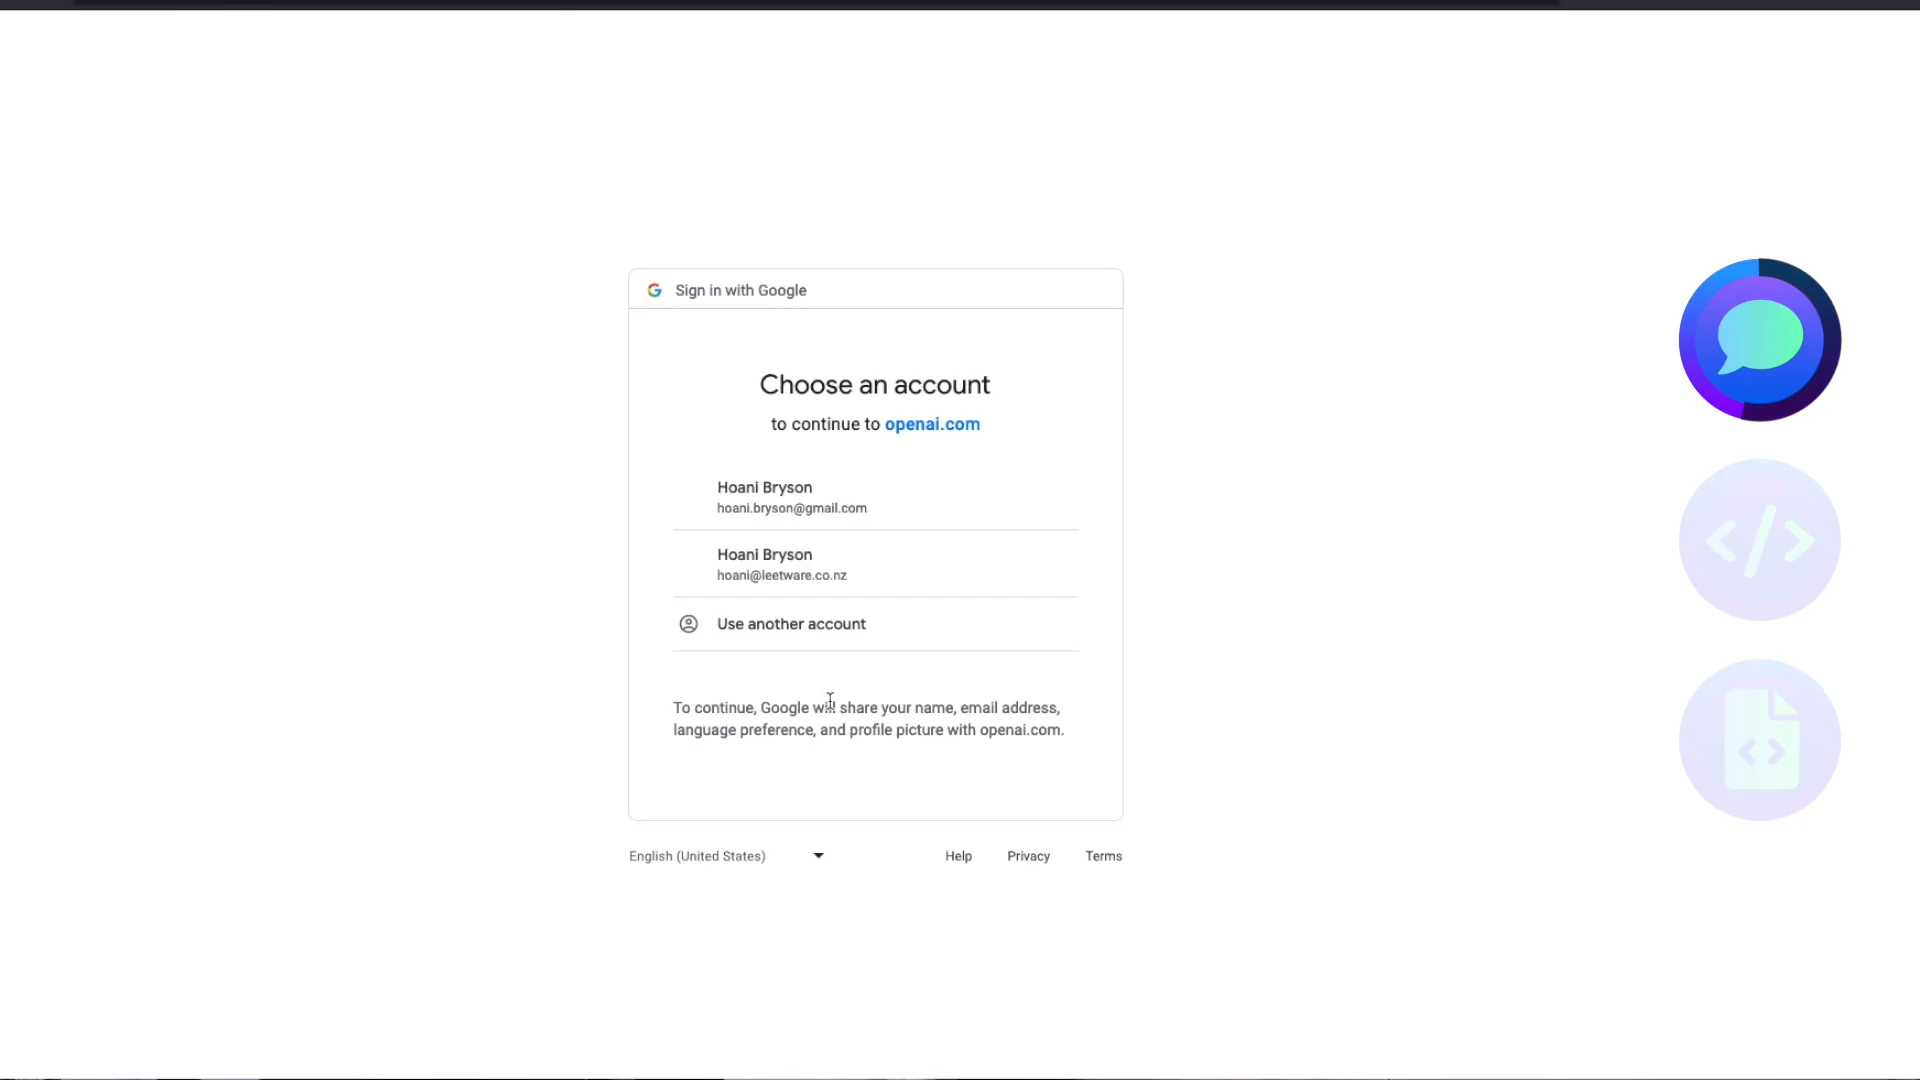 Sign in with Google
Choose an account
to continue to openai.com
Hoani Bryson
hoani.bryson@gmail.com
Hoani Bryson
hoani@leetware.co.nz
Use another account
To continue, Google will share your name, email address,
language preference, and profile picture with openai.com.
English (United States)
Help
Privacy
Terms